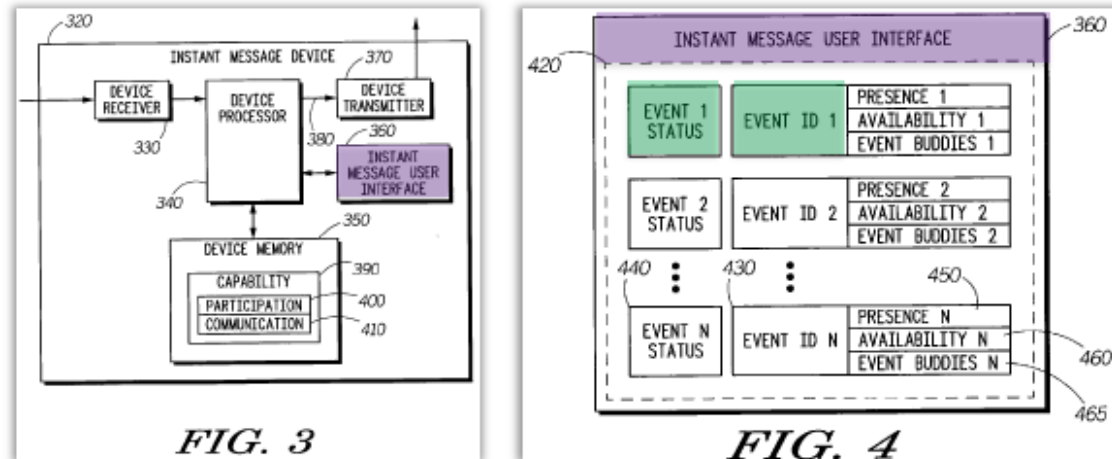 320
INSTANT MESSAGE DEVICE
370
DEVICE
RECEIVER
DEVICE
PROCESSOR
DEVICE
TRANSMITTER
330
380
360
INSTANT
MESSAGE USER
INTERFACE
340
350
DEVICE MEMORY
390
CAPABILITY
400
PARTICIPATION
COMMUNICATION
410
FIG. 3
360
INSTANT MESSAGE USER INTERFACE
420
EVENT 1
STATUS
EVENT ID 1
PRESENCE 1
AVAILABILITY 1
EVENT BUDDIES 1
EVENT 2
STATUS
EVENT ID 2
PRESENCE 2
AVAILABILITY 2
EVENT BUDDIES 2
440
430
450
EVENT N
STATUS
EVENT ID N
PRESENCE N
AVAILABILITY N
EVENT BUDDIES N
460
465
FIG. 4